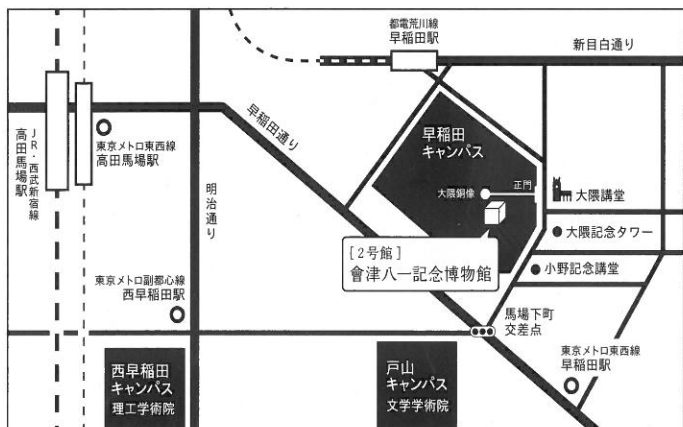 都電荒川線
早稲田駅
新目白通り
JR・西武新宿線
高田馬場駅
東京メトロ東西線
高田馬場駅
早稲田通り
明治通り
早稲田
キャンパス
大隈銅像
正門
大隈講堂
大隈記念タワー
[2号館]
會津八一記念博物館
小野記念講堂
東京メトロ副都心線
西早稲田駅
馬場下町
交差点
東京メトロ東西線
早稲田駅
西早稲田
キャンパス
理工学術院
戸山
キャンパス
文学学術院